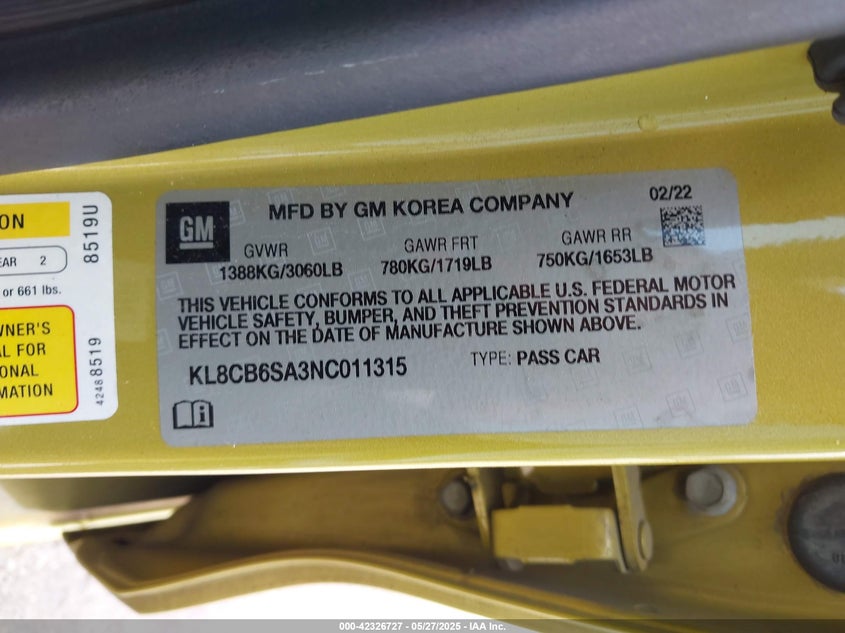 GM
MFD BY GM KOREA COMPANY
02/22
GVWR
1388KG/3060LB
GAWR FRT
780KG/1719LB
GAWR RR
750KG/1653LB
THIS VEHICLE CONFORMS TO ALL APPLICABLE U.S. FEDERAL MOTOR
VEHICLE SAFETY, BUMPER, AND THEFT PREVENTION STANDARDS IN
EFFECT ON THE DATE OF MANUFACTURE SHOWN ABOVE.
KL8CB6SA3NC011315
TYPE: PASS CAR
ON
EAR 2
or 661 lbs.
WNER'S
AL FOR
IONAL
RMATION
8519U
42488519
000-42326727 - 05/27/2025 - IAA Inc.